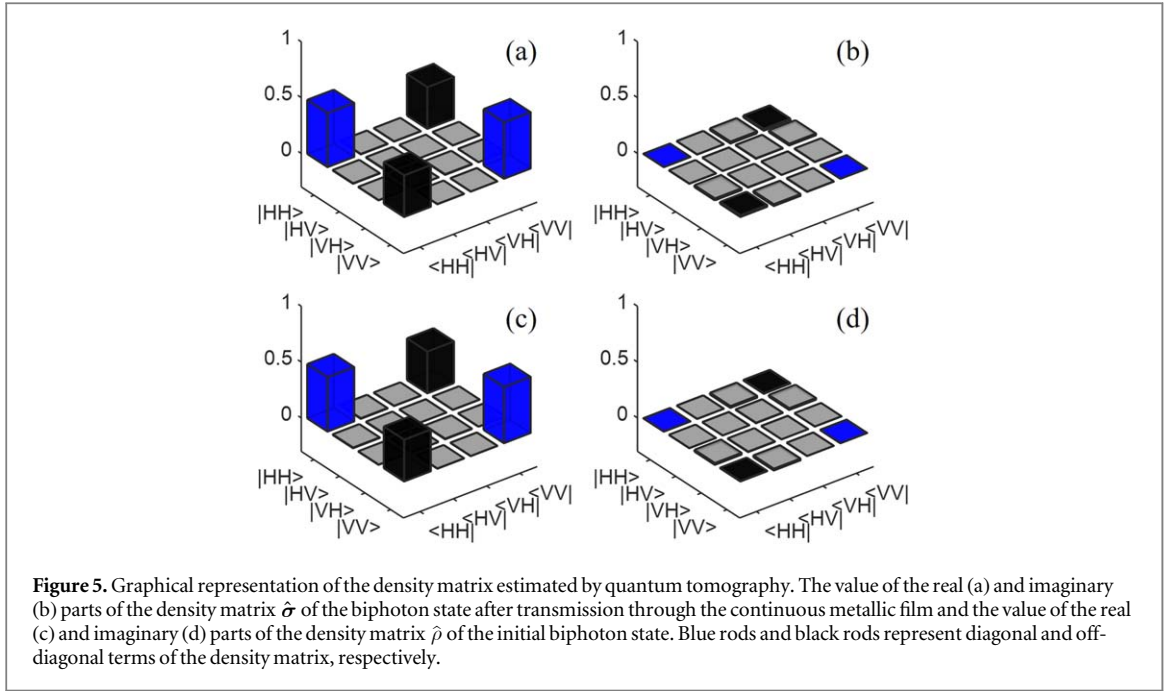 1
0.5
0
(a)
|HH>
|HV>
|VH>
|VV>
<HH|
<HV|
<VH|
<VV|
1
0.5
0
(b)
|HH>
|HV>
|VH>
|VV>
<HH|
<HV|
<VH|
<VV|
1
0.5
0
(c)
|HH>
|HV>
|VH>
|VV>
<HH|
<HV|
<VH|
<VV|
1
0.5
0
(d)
|HH>
|HV>
|VH>
|VV>
<HH|
<HV|
<VH|
<VV|
Figure 5. Graphical representation of the density matrix estimated by quantum tomography. The value of the real (a) and imaginary
(b) parts of the density matrix σ̂ of the biphoton state after transmission through the continuous metallic film and the value of the real
(c) and imaginary (d) parts of the density matrix ρ̂ of the initial biphoton state. Blue rods and black rods represent diagonal and off-
diagonal terms of the density matrix, respectively.